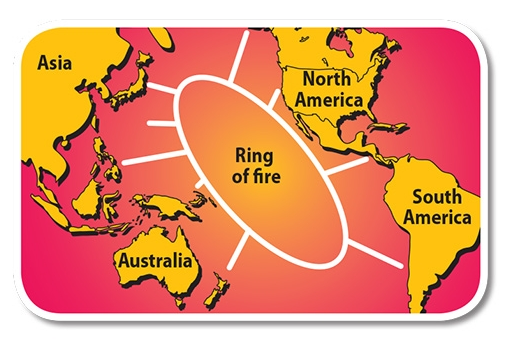 Asia
North
America
Ring
of fire
South
America
Australia